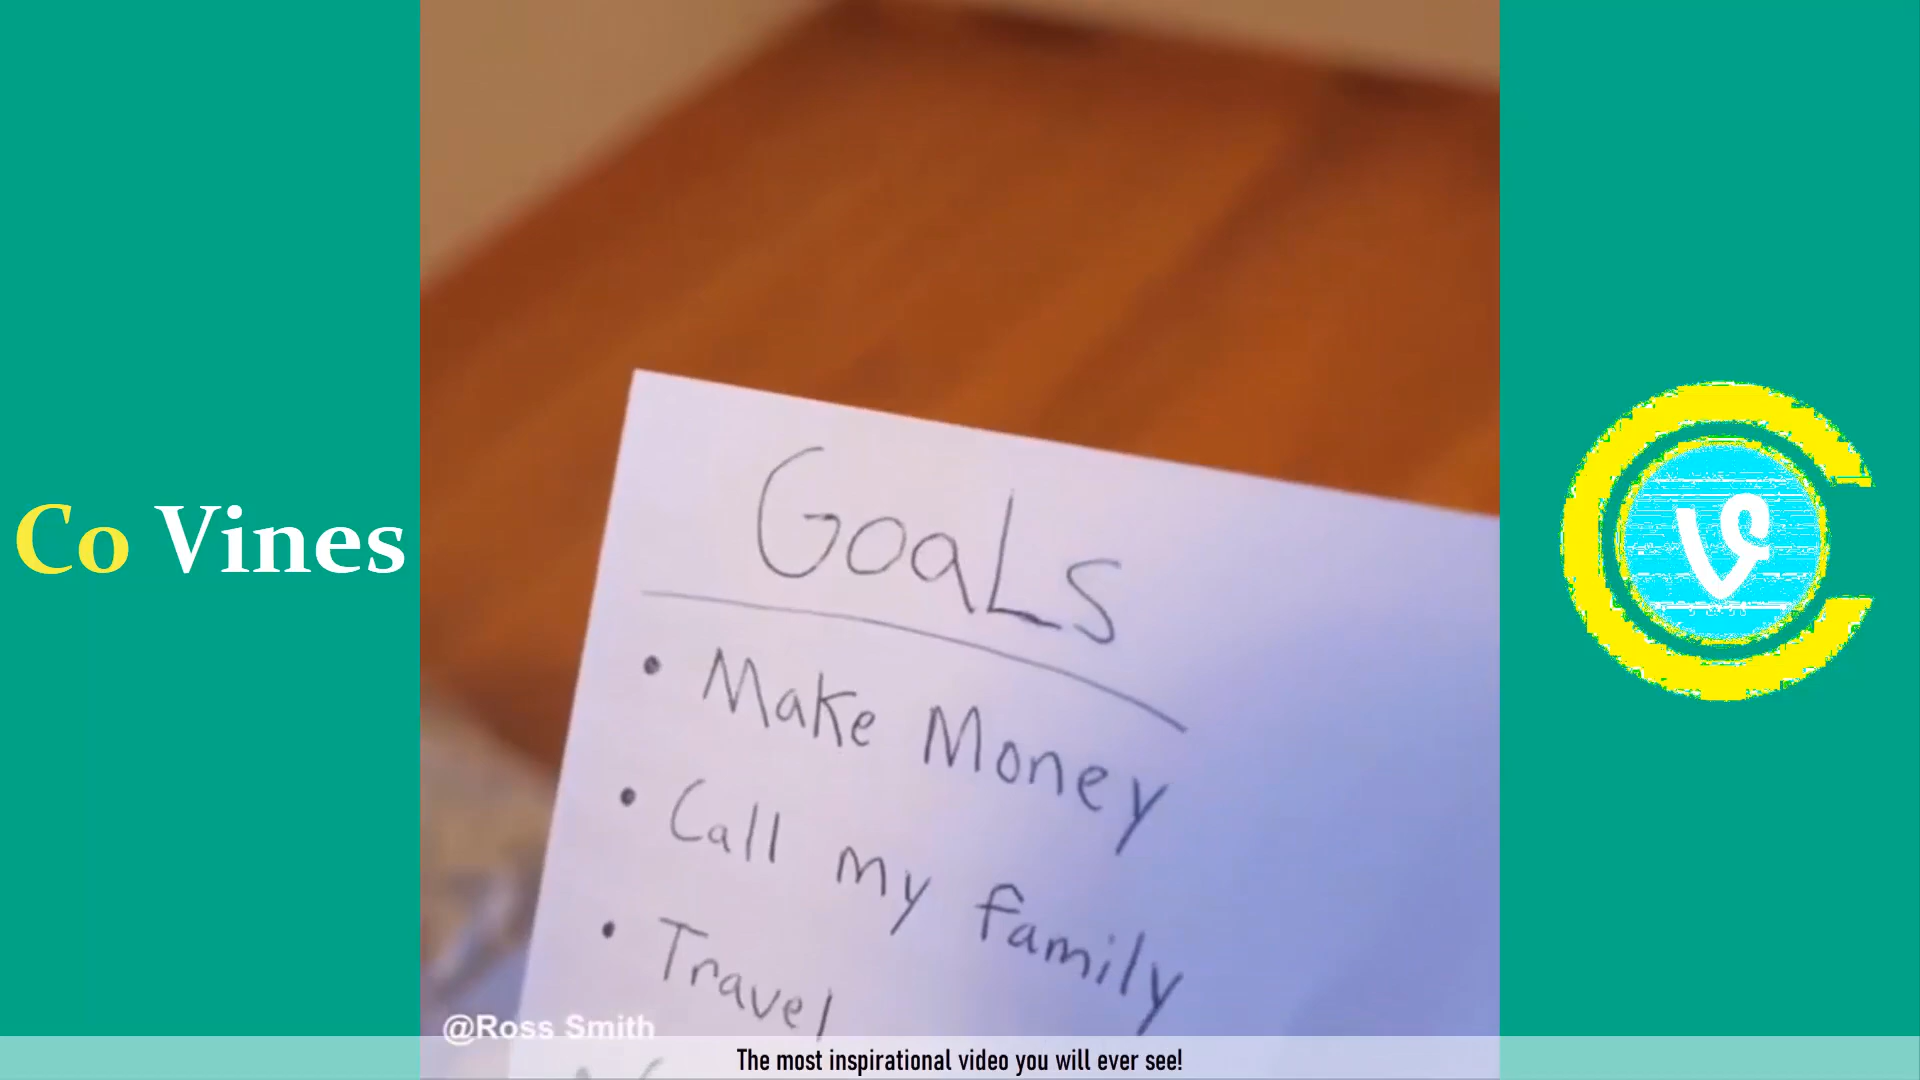 Co Vines
GoaLs
• Make Money
• Call my family
• Travel
@Ross Smith
The most inspirational video you will ever see!